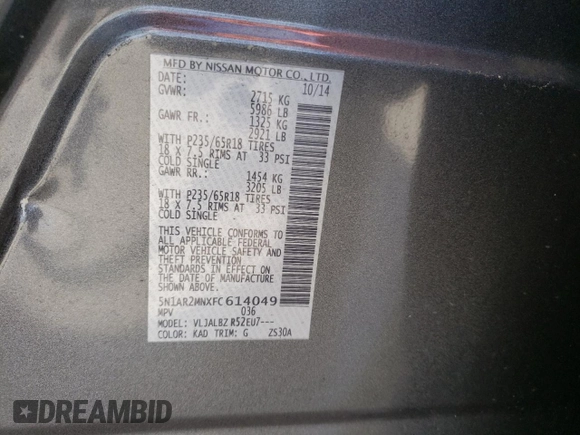 MFD BY NISSAN MOTOR CO., LTD.
DATE: 10/14
GVWR: 2715 KG
5986 LB
GAWR FR.: 1325 KG
2921 LB
WITH P235/65R18 TIRES
18 X 7.5 RIMS AT 33 PSI
COLD SINGLE
GAWR RR.: 1454 KG
3205 LB
WITH P235/65R18 TIRES
18 X 7.5 RIMS AT 33 PSI
COLD SINGLE
THIS VEHICLE CONFORMS TO
ALL APPLICABLE FEDERAL
MOTOR VEHICLE SAFETY AND
THEFT PREVENTION
STANDARDS IN EFFECT ON
THE DATE OF MANUFACTURE
SHOWN ABOVE
5N1AR2MNXFC614049
MPV 036
MODEL: VLJALBZ R52EU7---
COLOR: KAD TRIM: G ZS30A
DREAMBID